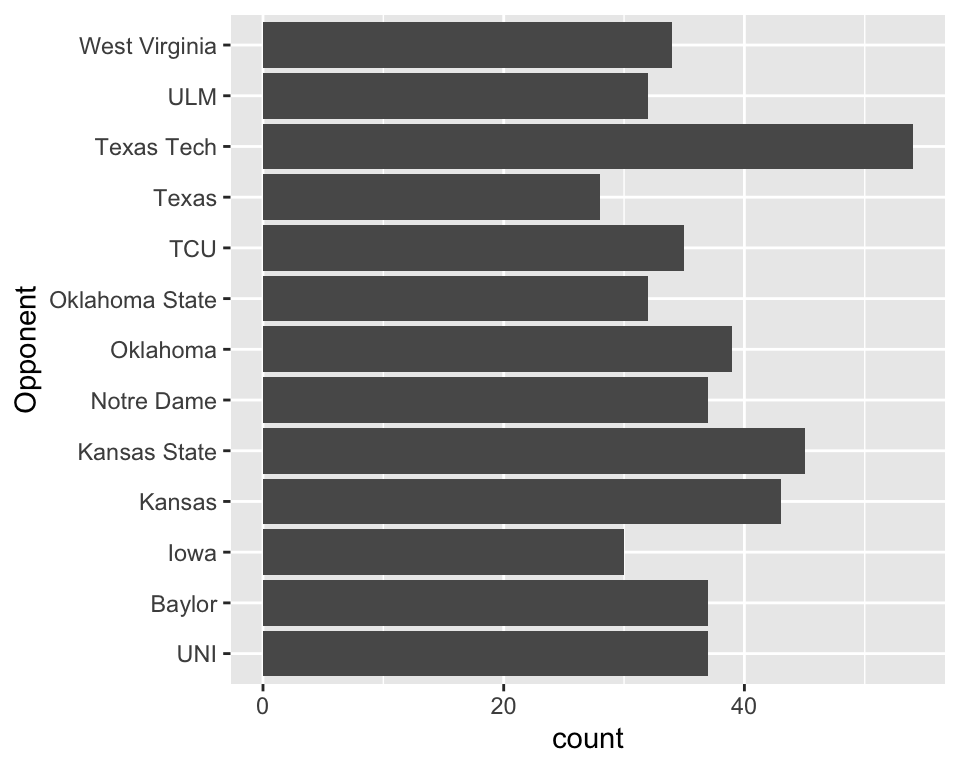 West Virginia
ULM
Texas Tech
Texas
TCU
Oklahoma State
Oklahoma
Notre Dame
Kansas State
Kansas
Iowa
Baylor
UNI
Opponent
0 20 40
count